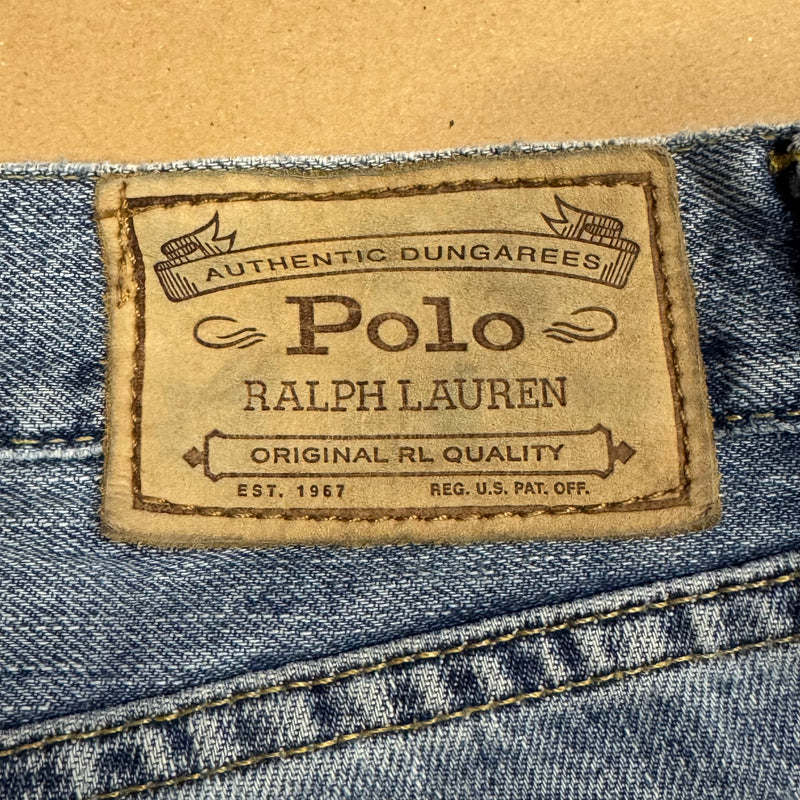 AUTHENTIC DUNGAREES
Polo
RALPH LAUREN
ORIGINAL RL QUALITY
EST. 1967 REG. U.S. PAT. OFF.